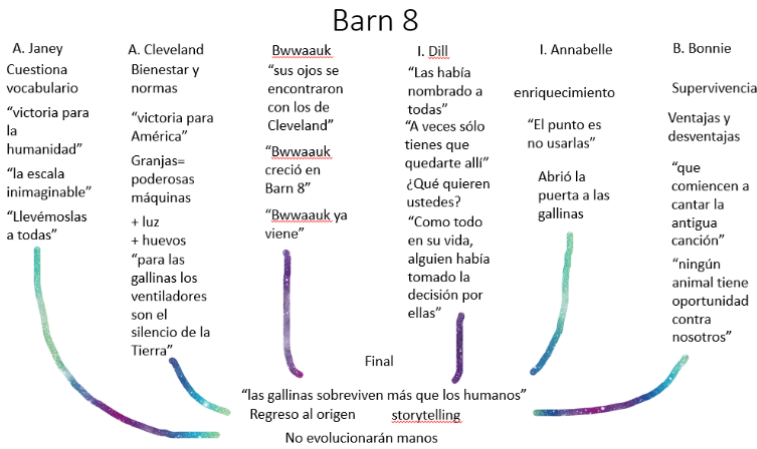 Barn 8
A. Janey
Cuestiona
vocabulario
“victoria para
la
humanidad”
“la escala
inimaginable”
“Llevémoslas
a todas”
A. Cleveland
Bienestar y
normas
“victoria para
América”
Granjas=
poderosas
máquinas
+ luz
+ huevos
“para las
gallinas los
ventiladores
son el
silencio de la
Tierra”
Bwwaauk
“sus ojos se
encontraron
con los de
Cleveland”
“Bwwaauk
creció en
Barn 8”
“Bwwaauk ya
viene”
I. Dill
“Las había
nombrado a
todas”
“A veces sólo
tienes que
quedarte allí”
¿Qué quieren
ustedes?
“Como todo
en su vida,
alguien había
tomado la
decisión por
ellas”
I. Annabelle
enriquecimiento
“El punto es
no usarlas”
Abrió la
puerta a las
gallinas
B. Bonnie
Supervivencia
Ventajas y
desventajas
“que
comiencen a
cantar la
antigua
canción”
“ningún
animal tiene
oportunidad
contra
nosotros”
Final
“las gallinas sobreviven más que los humanos”
Regreso al origen storytelling
No evolucionarán manos